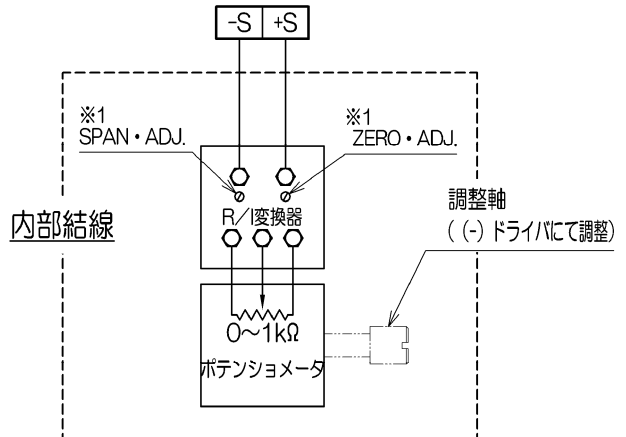 -S +S
※1
SPAN・ADJ.
※1
ZERO・ADJ.
R／I変換器
内部結線
調整軸
( (-) ドライバにて調整)
0～1kΩ
ポテンショメータ